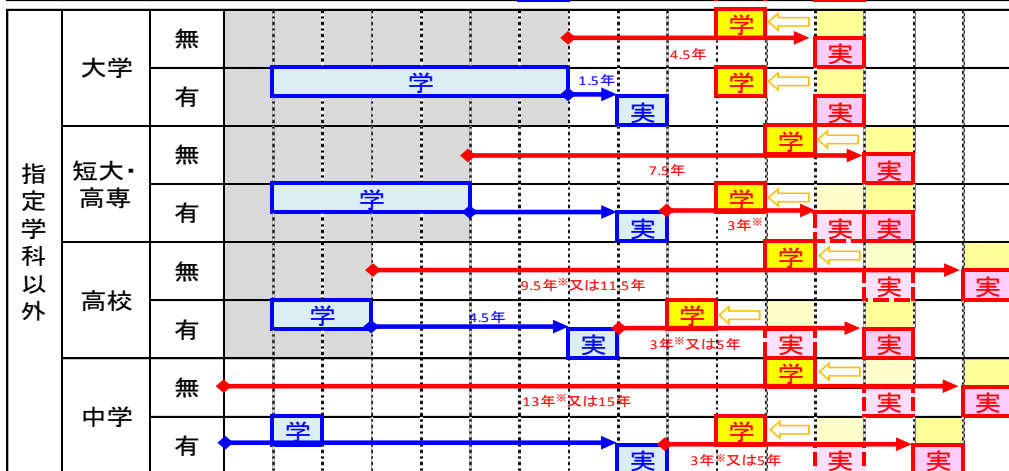 指定学科以外
大学
無
学
4.5年
実
有
学
1.5年
実
学
実
短大・
高専
無
学
7.5年
実
有
学
実
学
3年※
実
実
高校
無
学
9.5年※又は11.5年
実
実
有
学
4.5年
実
学
3年※又は5年
実
実
中学
無
学
13年※又は15年
実
実
有
学
実
学
3年※又は5年
実
実